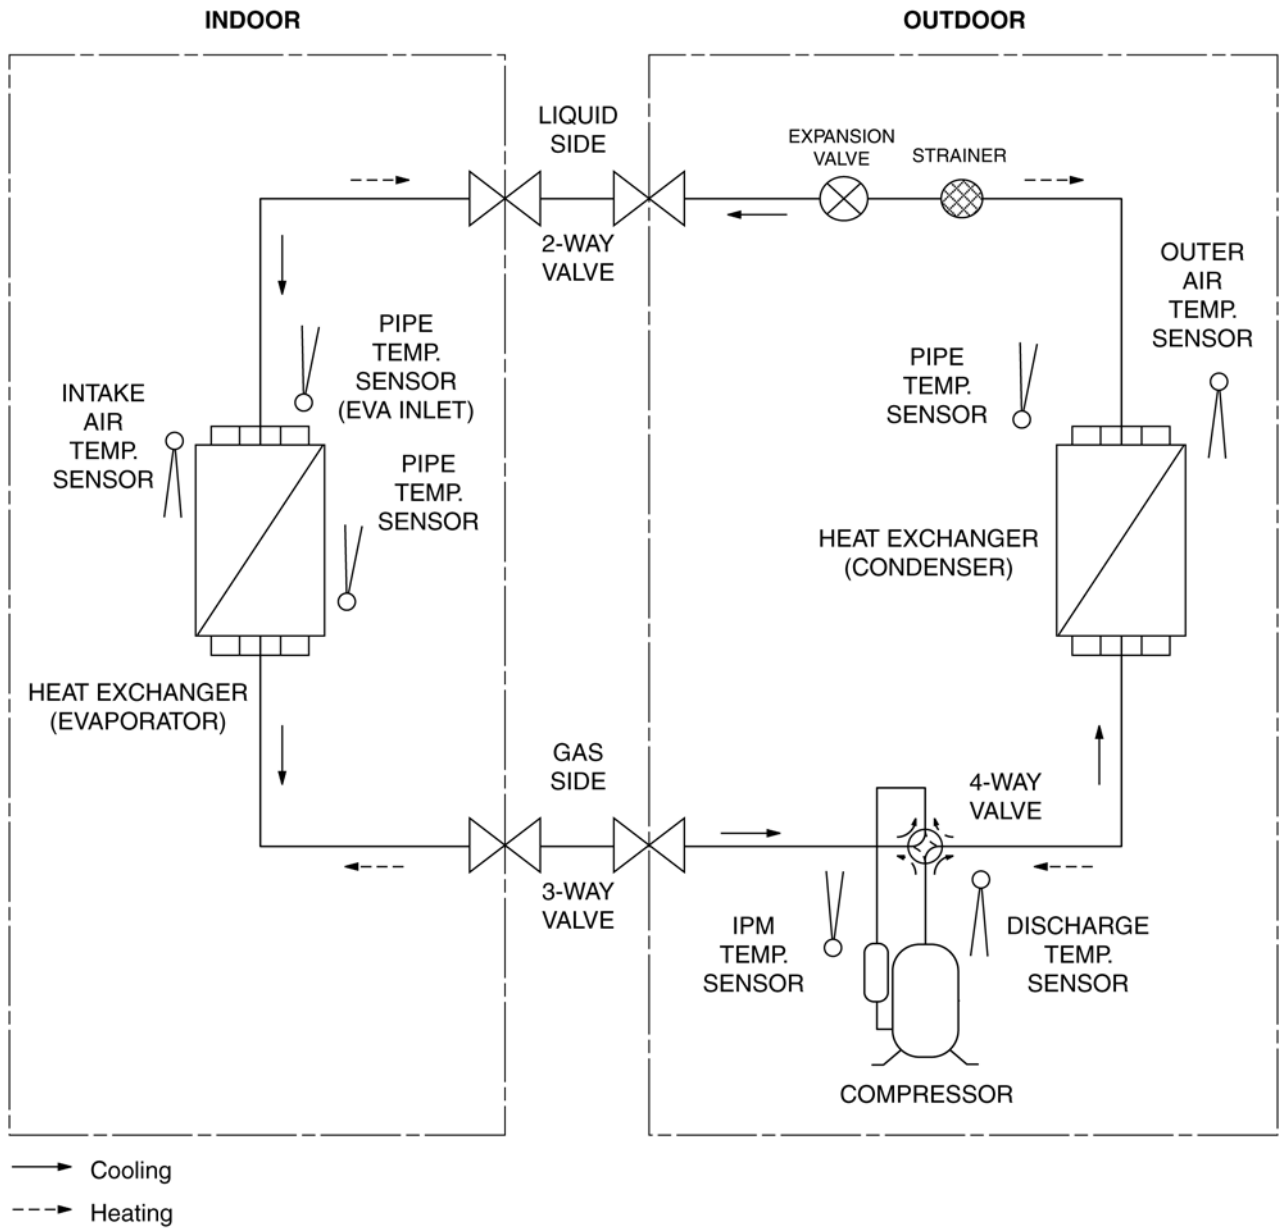 INDOOR
OUTDOOR
LIQUID
SIDE
EXPANSION
VALVE
STRAINER
2-WAY
VALVE
OUTER
AIR
TEMP.
SENSOR
PIPE
TEMP.
SENSOR
(EVA INLET)
PIPE
TEMP.
SENSOR
INTAKE
AIR
TEMP.
SENSOR
PIPE
TEMP.
SENSOR
HEAT EXCHANGER
(CONDENSER)
HEAT EXCHANGER
(EVAPORATOR)
GAS
SIDE
4-WAY
VALVE
3-WAY
VALVE
IPM
TEMP.
SENSOR
DISCHARGE
TEMP.
SENSOR
COMPRESSOR
Cooling
Heating